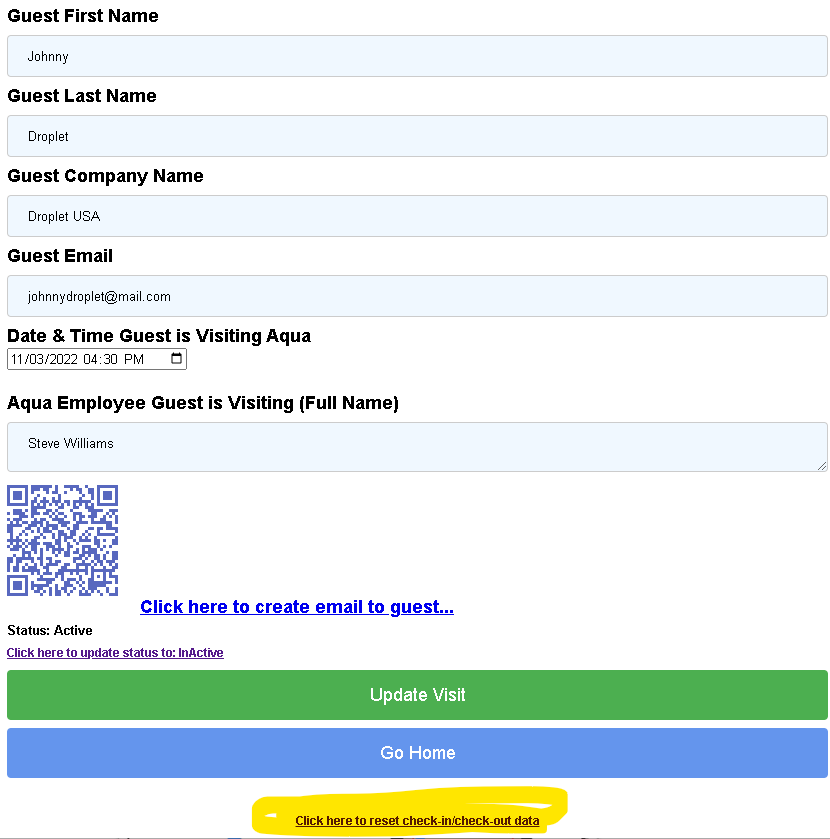 Guest First Name
Johnny
Guest Last Name
Droplet
Guest Company Name
Droplet USA
Guest Email
johnnydroplet@mail.com
Date & Time Guest is Visiting Aqua
11/03/2022 04:30 PM
Aqua Employee Guest is Visiting (Full Name)
Steve Williams
Click here to create email to guest...
Status: Active
Click here to update status to: InActive
Update Visit
Go Home
Click here to reset check-in/check-out data